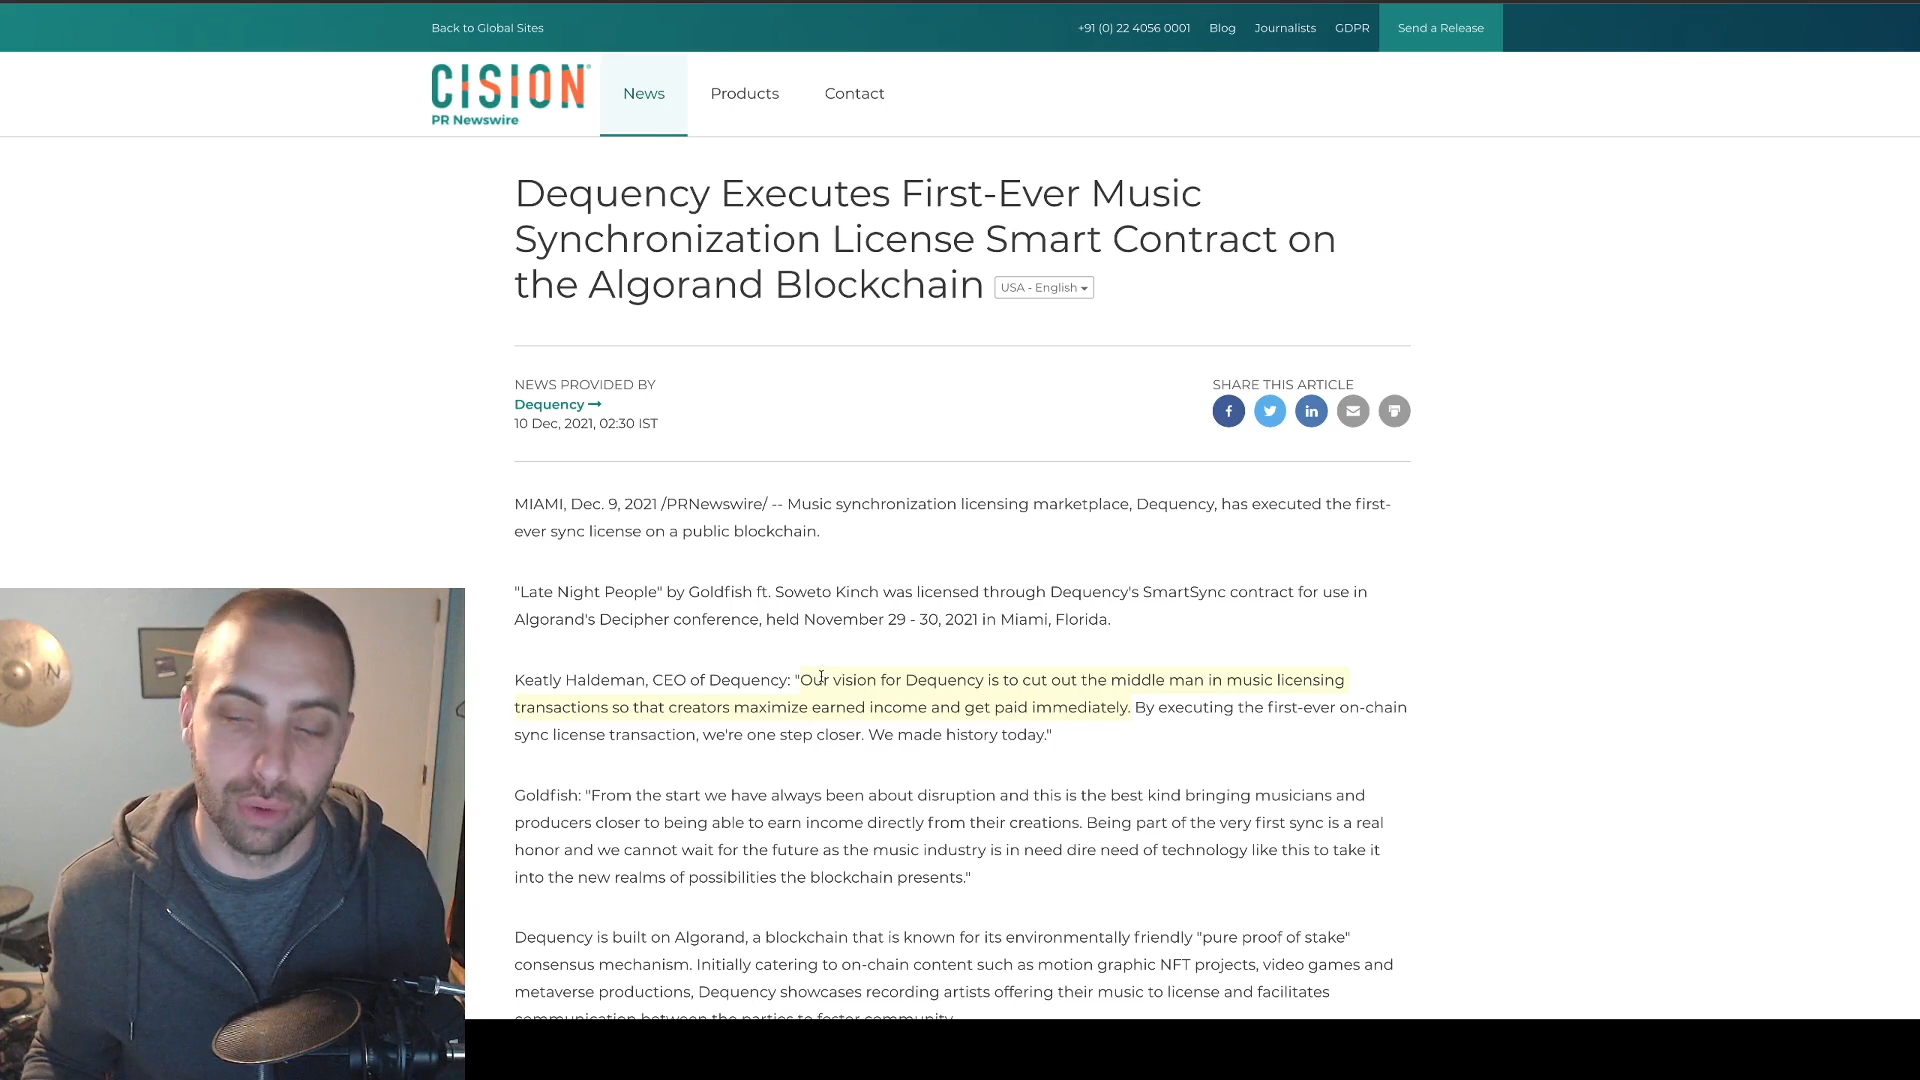 Back to Global Sites
+91 (0) 22 4056 0001 Blog Journalists GDPR Send a Release
CISION
PR Newswire
News Products Contact
Dequency Executes First-Ever Music
Synchronization License Smart Contract on
the Algorand Blockchain USA - English
NEWS PROVIDED BY
Dequency
10 Dec, 2021, 02:30 IST
SHARE THIS ARTICLE
MIAMI, Dec. 9, 2021 /PRNewswire/ -- Music synchronization licensing marketplace, Dequency, has executed the first-
ever sync license on a public blockchain.
"Late Night People" by Goldfish ft. Soweto Kinch was licensed through Dequency's SmartSync contract for use in
Algorand's Decipher conference, held November 29 - 30, 2021 in Miami, Florida.
Keatly Haldeman, CEO of Dequency: "Our vision for Dequency is to cut out the middle man in music licensing
transactions so that creators maximize earned income and get paid immediately. By executing the first-ever on-chain
sync license transaction, we're one step closer. We made history today."
Goldfish: "From the start we have always been about disruption and this is the best kind bringing musicians and
producers closer to being able to earn income directly from their creations. Being part of the very first sync is a real
honor and we cannot wait for the future as the music industry is in need dire need of technology like this to take it
into the new realms of possibilities the blockchain presents."
Dequency is built on Algorand, a blockchain that is known for its environmentally friendly "pure proof of stake"
consensus mechanism. Initially catering to on-chain content such as motion graphic NFT projects, video games and
metaverse productions, Dequency showcases recording artists offering their music to license and facilitates
communication between the parties to foster community.